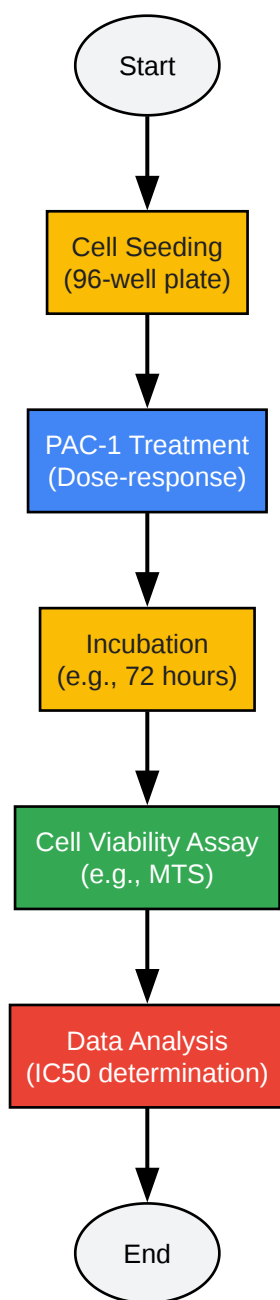 Start
Cell Seeding
(96-well plate)
PAC-1 Treatment
(Dose-response)
Incubation
(e.g., 72 hours)
Cell Viability Assay
(e.g., MTS)
Data Analysis
(IC50 determination)
End